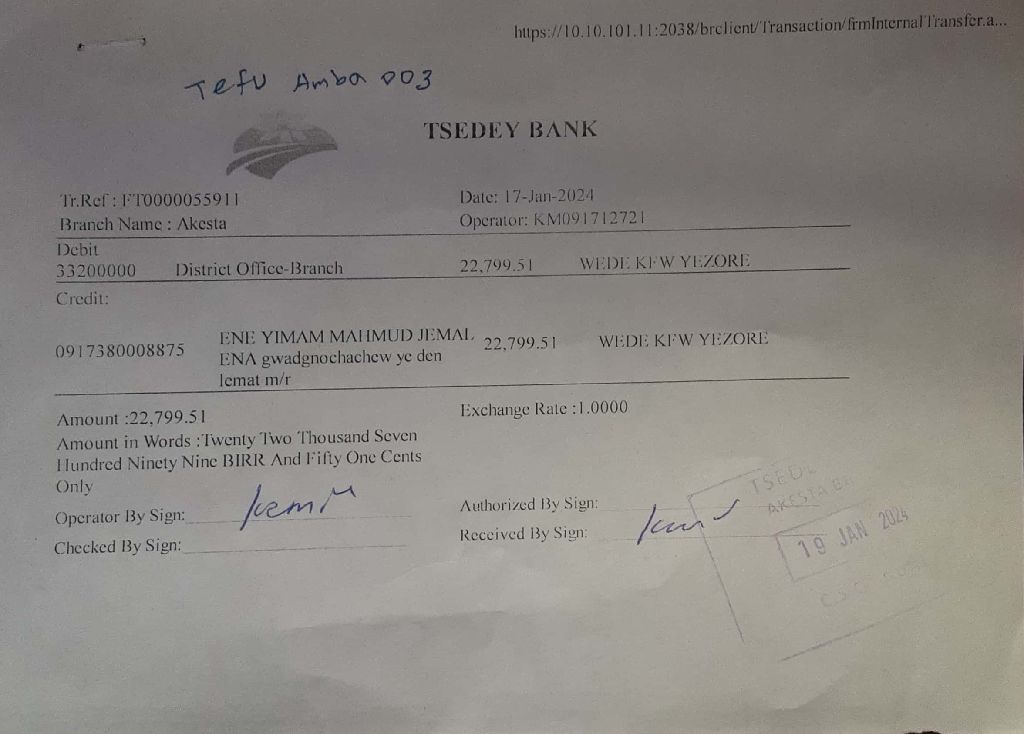 https://10.10.101.11:2038/brclient/Transaction/frmInternalTransfer.a...
Tefu Amba 003
TSEDEY BANK
Tr.Ref : FT0000055911 Date: 17-Jan-2024
Branch Name : Akesta Operator: KM091712721
Debit
33200000 District Office-Branch 22,799.51 WEDE KFW YEZORE
Credit:
0917380008875 ENE YIMAM MAHMUD JEMAL 22,799.51 WEDE KFW YEZORE
ENA gwadgnochachew ye den
lemat m/r
Amount :22,799.51 Exchange Rate :1.0000
Amount in Words :Twenty Two Thousand Seven
Hundred Ninety Nine BIRR And Fifty One Cents
Only
Operator By Sign: Authorized By Sign:
Checked By Sign: Received By Sign:
AKESTA
19 JAN 2024